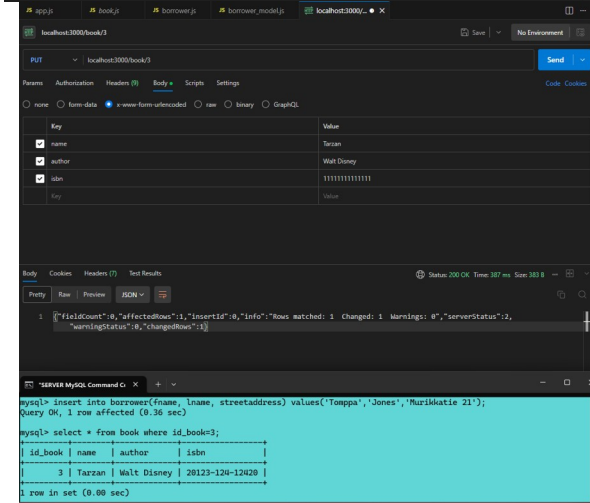 JS app.js JS book.js JS borrower.js JS borrower_model.js localhost:3000/...
localhost:3000/book/3 Save No Environment
PUT localhost:3000/book/3 Send
Params Authorization Headers (9) Body Scripts Settings Code Cookies
none form-data x-www-form-urlencoded raw binary GraphQL
Key Value
name Tarzan
author Walt Disney
isbn 11111111111111
Key Value
Body Cookies Headers (7) Test Results Status: 200 OK Time: 387 ms Size: 383 B
Pretty Raw Preview JSON
1 {"fieldCount":0,"affectedRows":1,"insertId":0,"info":"Rows matched: 1 Changed: 1 Warnings: 0","serverStatus":2,
"warningStatus":0,"changedRows":1}
*SERVER MySQL Command
mysql> insert into borrower(fname, lname, streetaddress) values('Tomppa','Jones','Murikkatie 21');
Query OK, 1 row affected (0.36 sec)
mysql> select * from book where id_book=3;
+---------+--------+-------------+-----------------+
| id_book | name | author | isbn |
+---------+--------+-------------+-----------------+
| 3 | Tarzan | Walt Disney | 20123-124-12420 |
+---------+--------+-------------+-----------------+
1 row in set (0.00 sec)